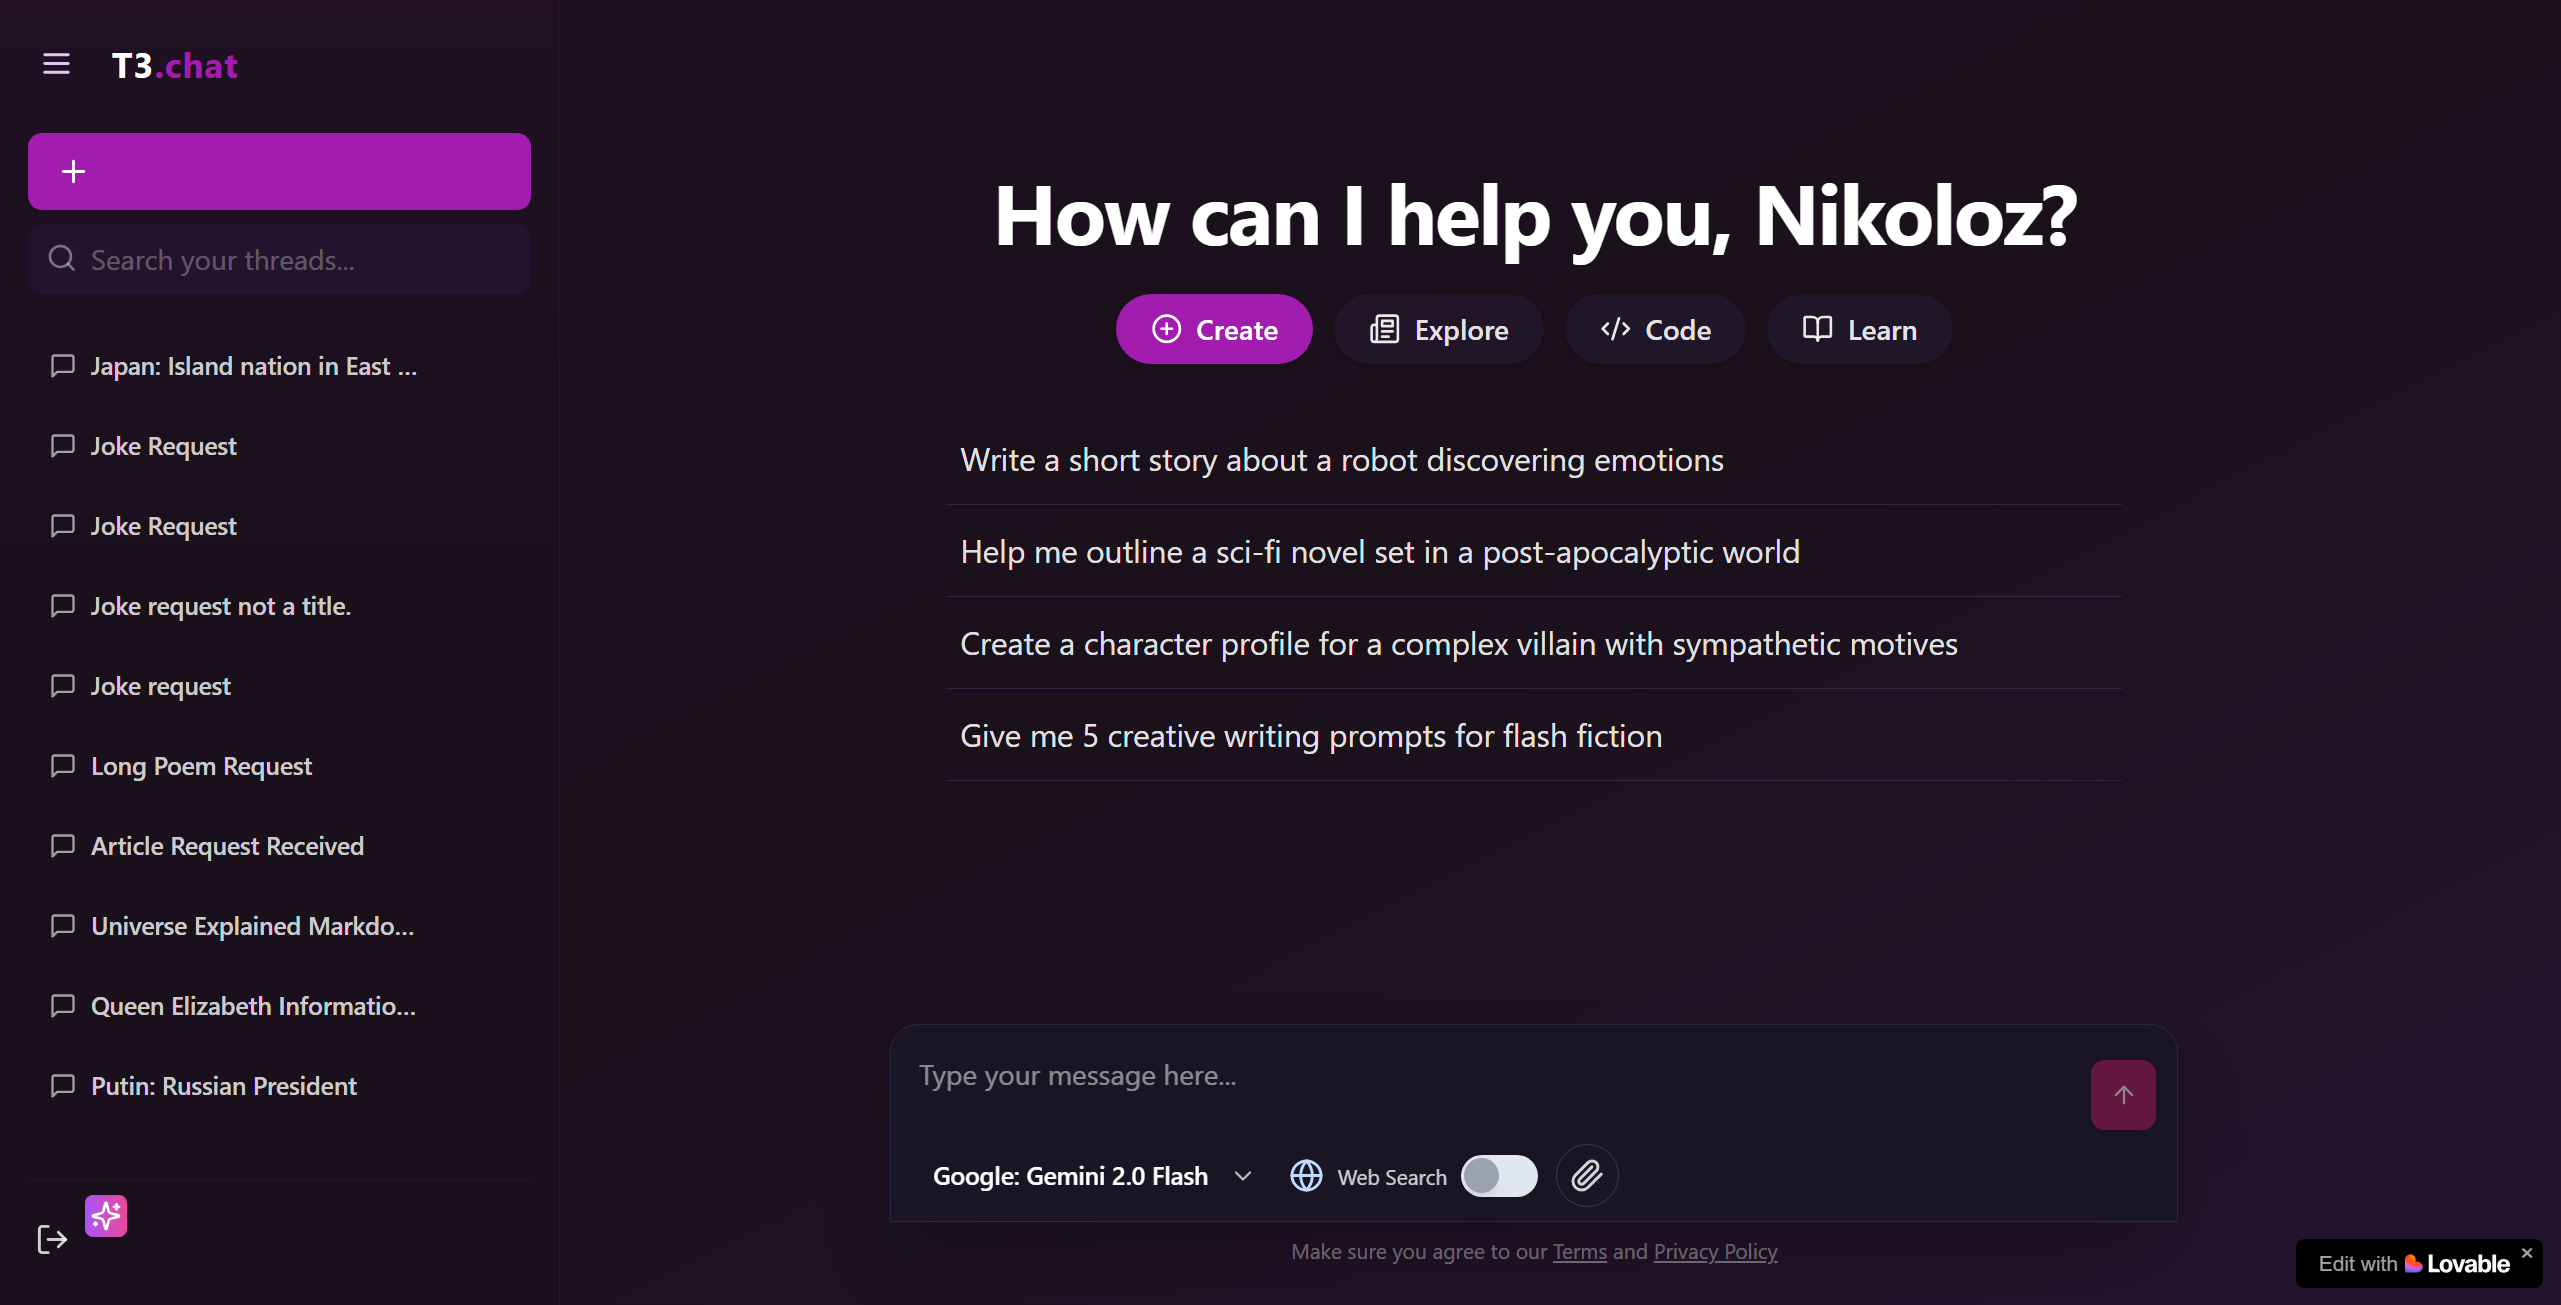 T3.chat
Search your threads...
Japan: Island nation in East ...
Joke Request
Joke Request
Joke request not a title.
Joke request
Long Poem Request
Article Request Received
Universe Explained Markdo...
Queen Elizabeth Informatio...
Putin: Russian President
How can I help you, Nikoloz?
Create
Explore
Code
Learn
Write a short story about a robot discovering emotions
Help me outline a sci-fi novel set in a post-apocalyptic world
Create a character profile for a complex villain with sympathetic motives
Give me 5 creative writing prompts for flash fiction
Type your message here...
Google: Gemini 2.0 Flash
Web Search
Make sure you agree to our Terms and Privacy Policy
Edit with Lovable